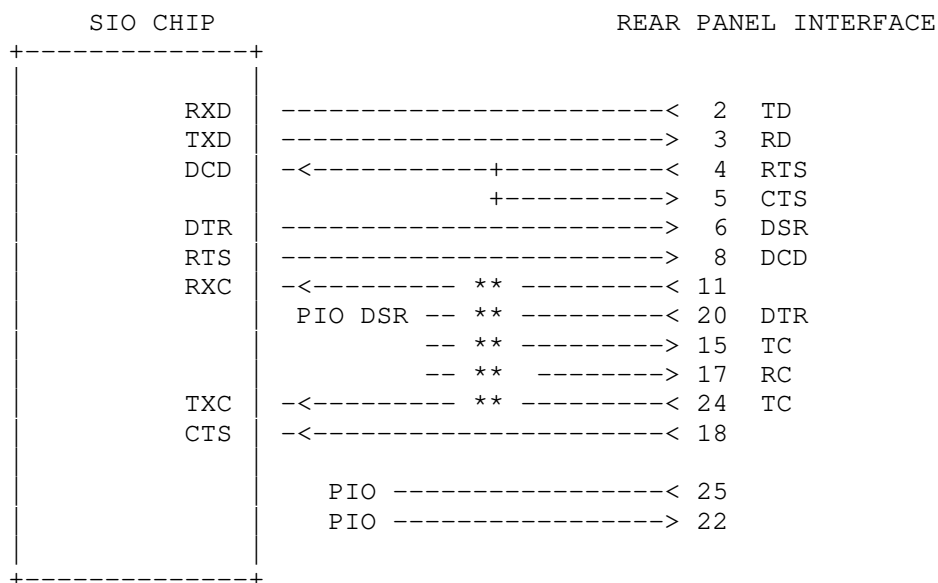 SIO CHIP REAR PANEL INTERFACE
RXD 2 TD
TXD 3 RD
DCD 4 RTS
5 CTS
DTR 6 DSR
RTS 8 DCD
RXC ** 11
PIO DSR -- ** 20 DTR
-- ** 15 TC
-- ** 17 RC
TXC ** 24 TC
CTS 18
PIO 25
PIO 22